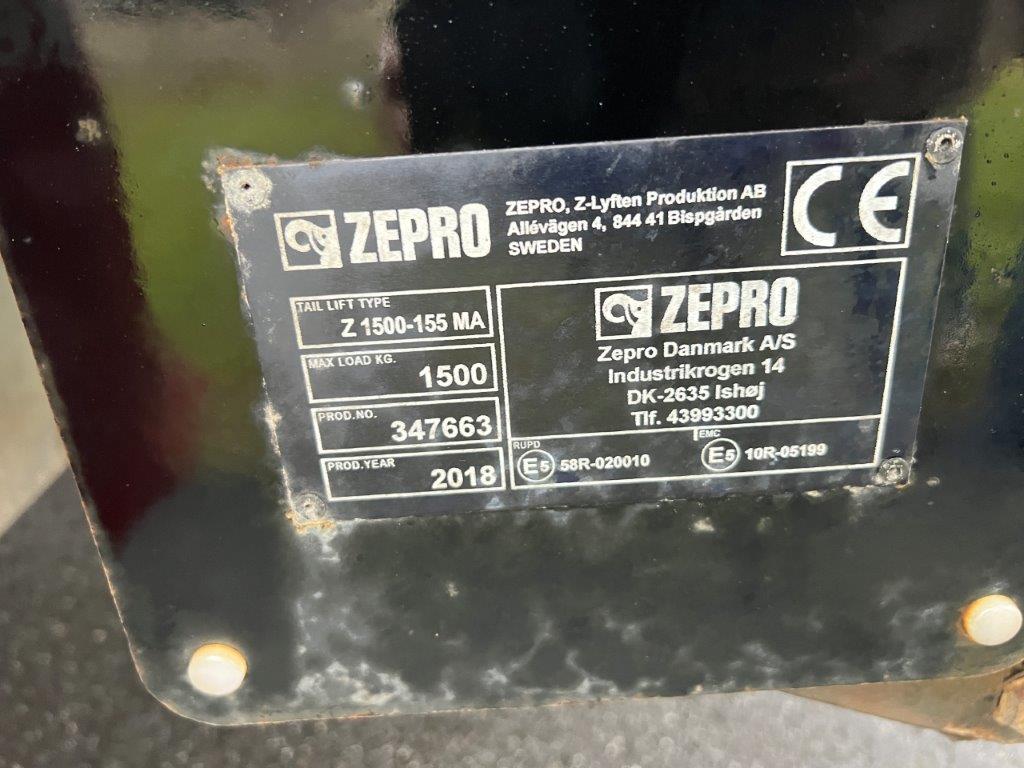 ZEPRO
ZEPRO, Z-Lyften Produktion AB
Allévägen 4, 844 41 Bispgården
SWEDEN
CE
TAIL LIFT TYPE
Z 1500-155 MA
MAX LOAD KG.
1500
PROD.NO.
347663
PROD.YEAR
2018
ZEPRO
Zepro Danmark A/S
Industrikrogen 14
DK-2635 Ishøj
Tlf. 43993300
RUPD
E5 58R-020010
EMC
E5 10R-05199